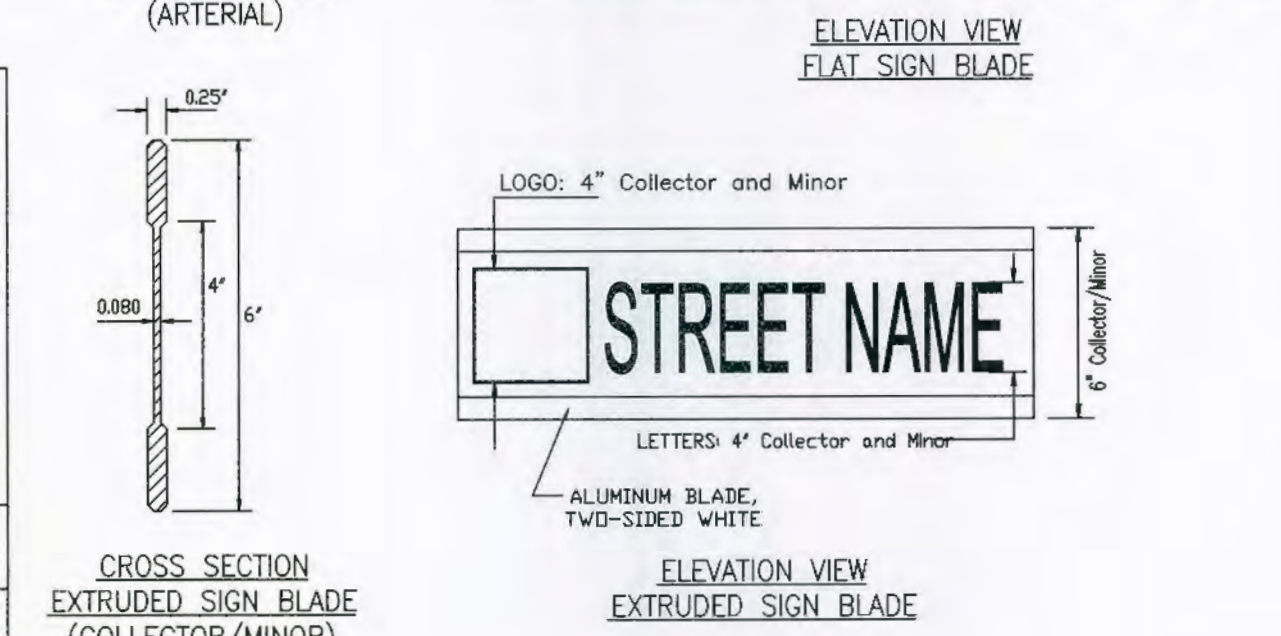 (ARTERIAL)
ELEVATION VIEW
FLAT SIGN BLADE
0.25"
0.080
4"
6"
CROSS SECTION
EXTRUDED SIGN BLADE
(COLLECTOR/MINOR)
LOGO: 4" Collector and Minor
STREET NAME
6" Collector/Minor
LETTERS: 4" Collector and Minor
ALUMINUM BLADE,
TWO-SIDED WHITE
ELEVATION VIEW
EXTRUDED SIGN BLADE